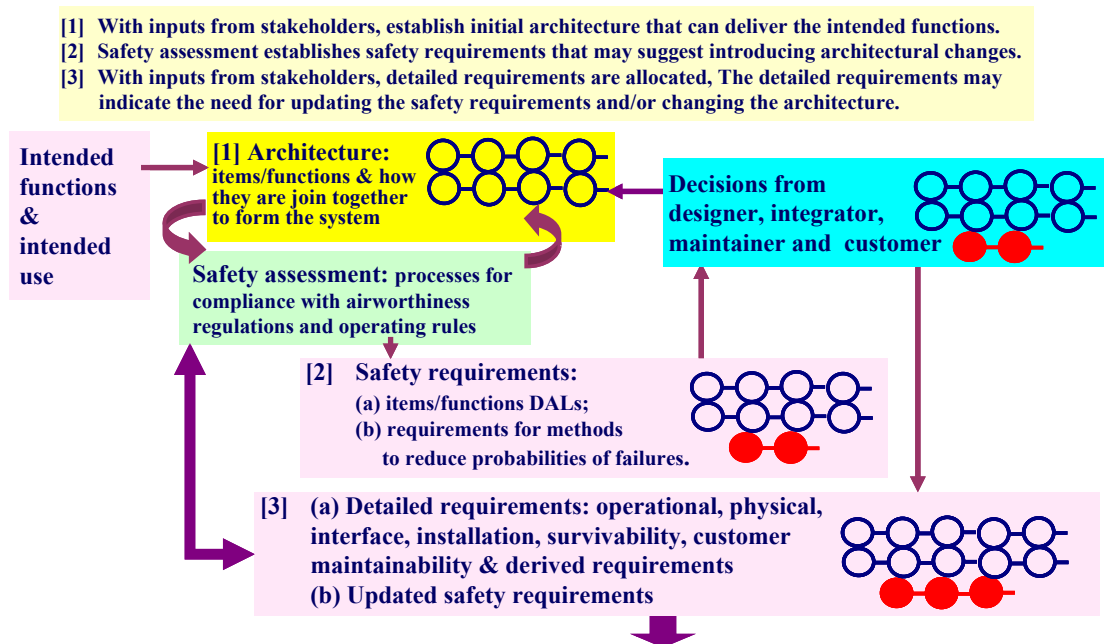 [1] With inputs from stakeholders, establish initial architecture that can deliver the intended functions.
[2] Safety assessment establishes safety requirements that may suggest introducing architectural changes.
[3] With inputs from stakeholders, detailed requirements are allocated, The detailed requirements may
indicate the need for updating the safety requirements and/or changing the architecture.
Intended
functions
&
intended
use
[1] Architecture:
items/functions & how
they are join together
to form the system
Decisions from
designer, integrator,
maintainer and customer
Safety assessment: processes for
compliance with airworthiness
regulations and operating rules
[2] Safety requirements:
(a) items/functions DALs;
(b) requirements for methods
to reduce probabilities of failures.
[3] (a) Detailed requirements: operational, physical,
interface, installation, survivability, customer
maintainability & derived requirements
(b) Updated safety requirements